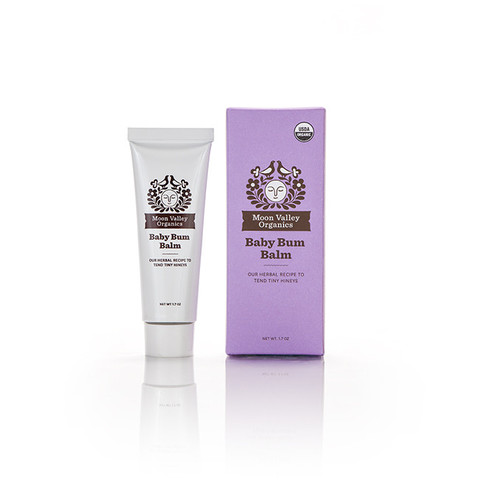 Moon Valley
Organics
Baby Bum
Balm
OUR HERBAL RECIPE TO
TEND TINY HINEYS
NET WT. 1.7 OZ
USDA
ORGANIC
Moon Valley
Organics
Baby Bum
Balm
OUR HERBAL RECIPE TO
TEND TINY HINEYS
NET WT. 1.7 OZ